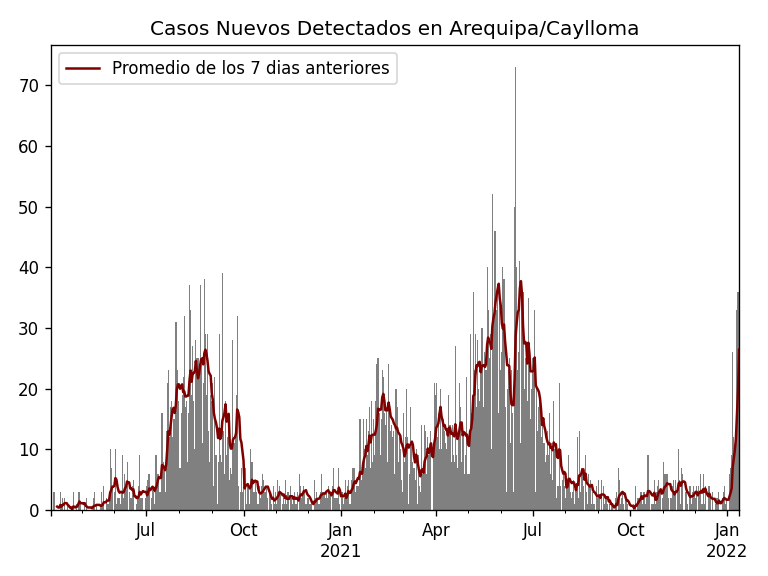 Casos Nuevos Detectados en Arequipa/Caylloma
Promedio de los 7 dias anteriores
70
60
50
40
30
20
10
0
Jul
Oct
Jan
2021
Apr
Jul
Oct
Jan
2022